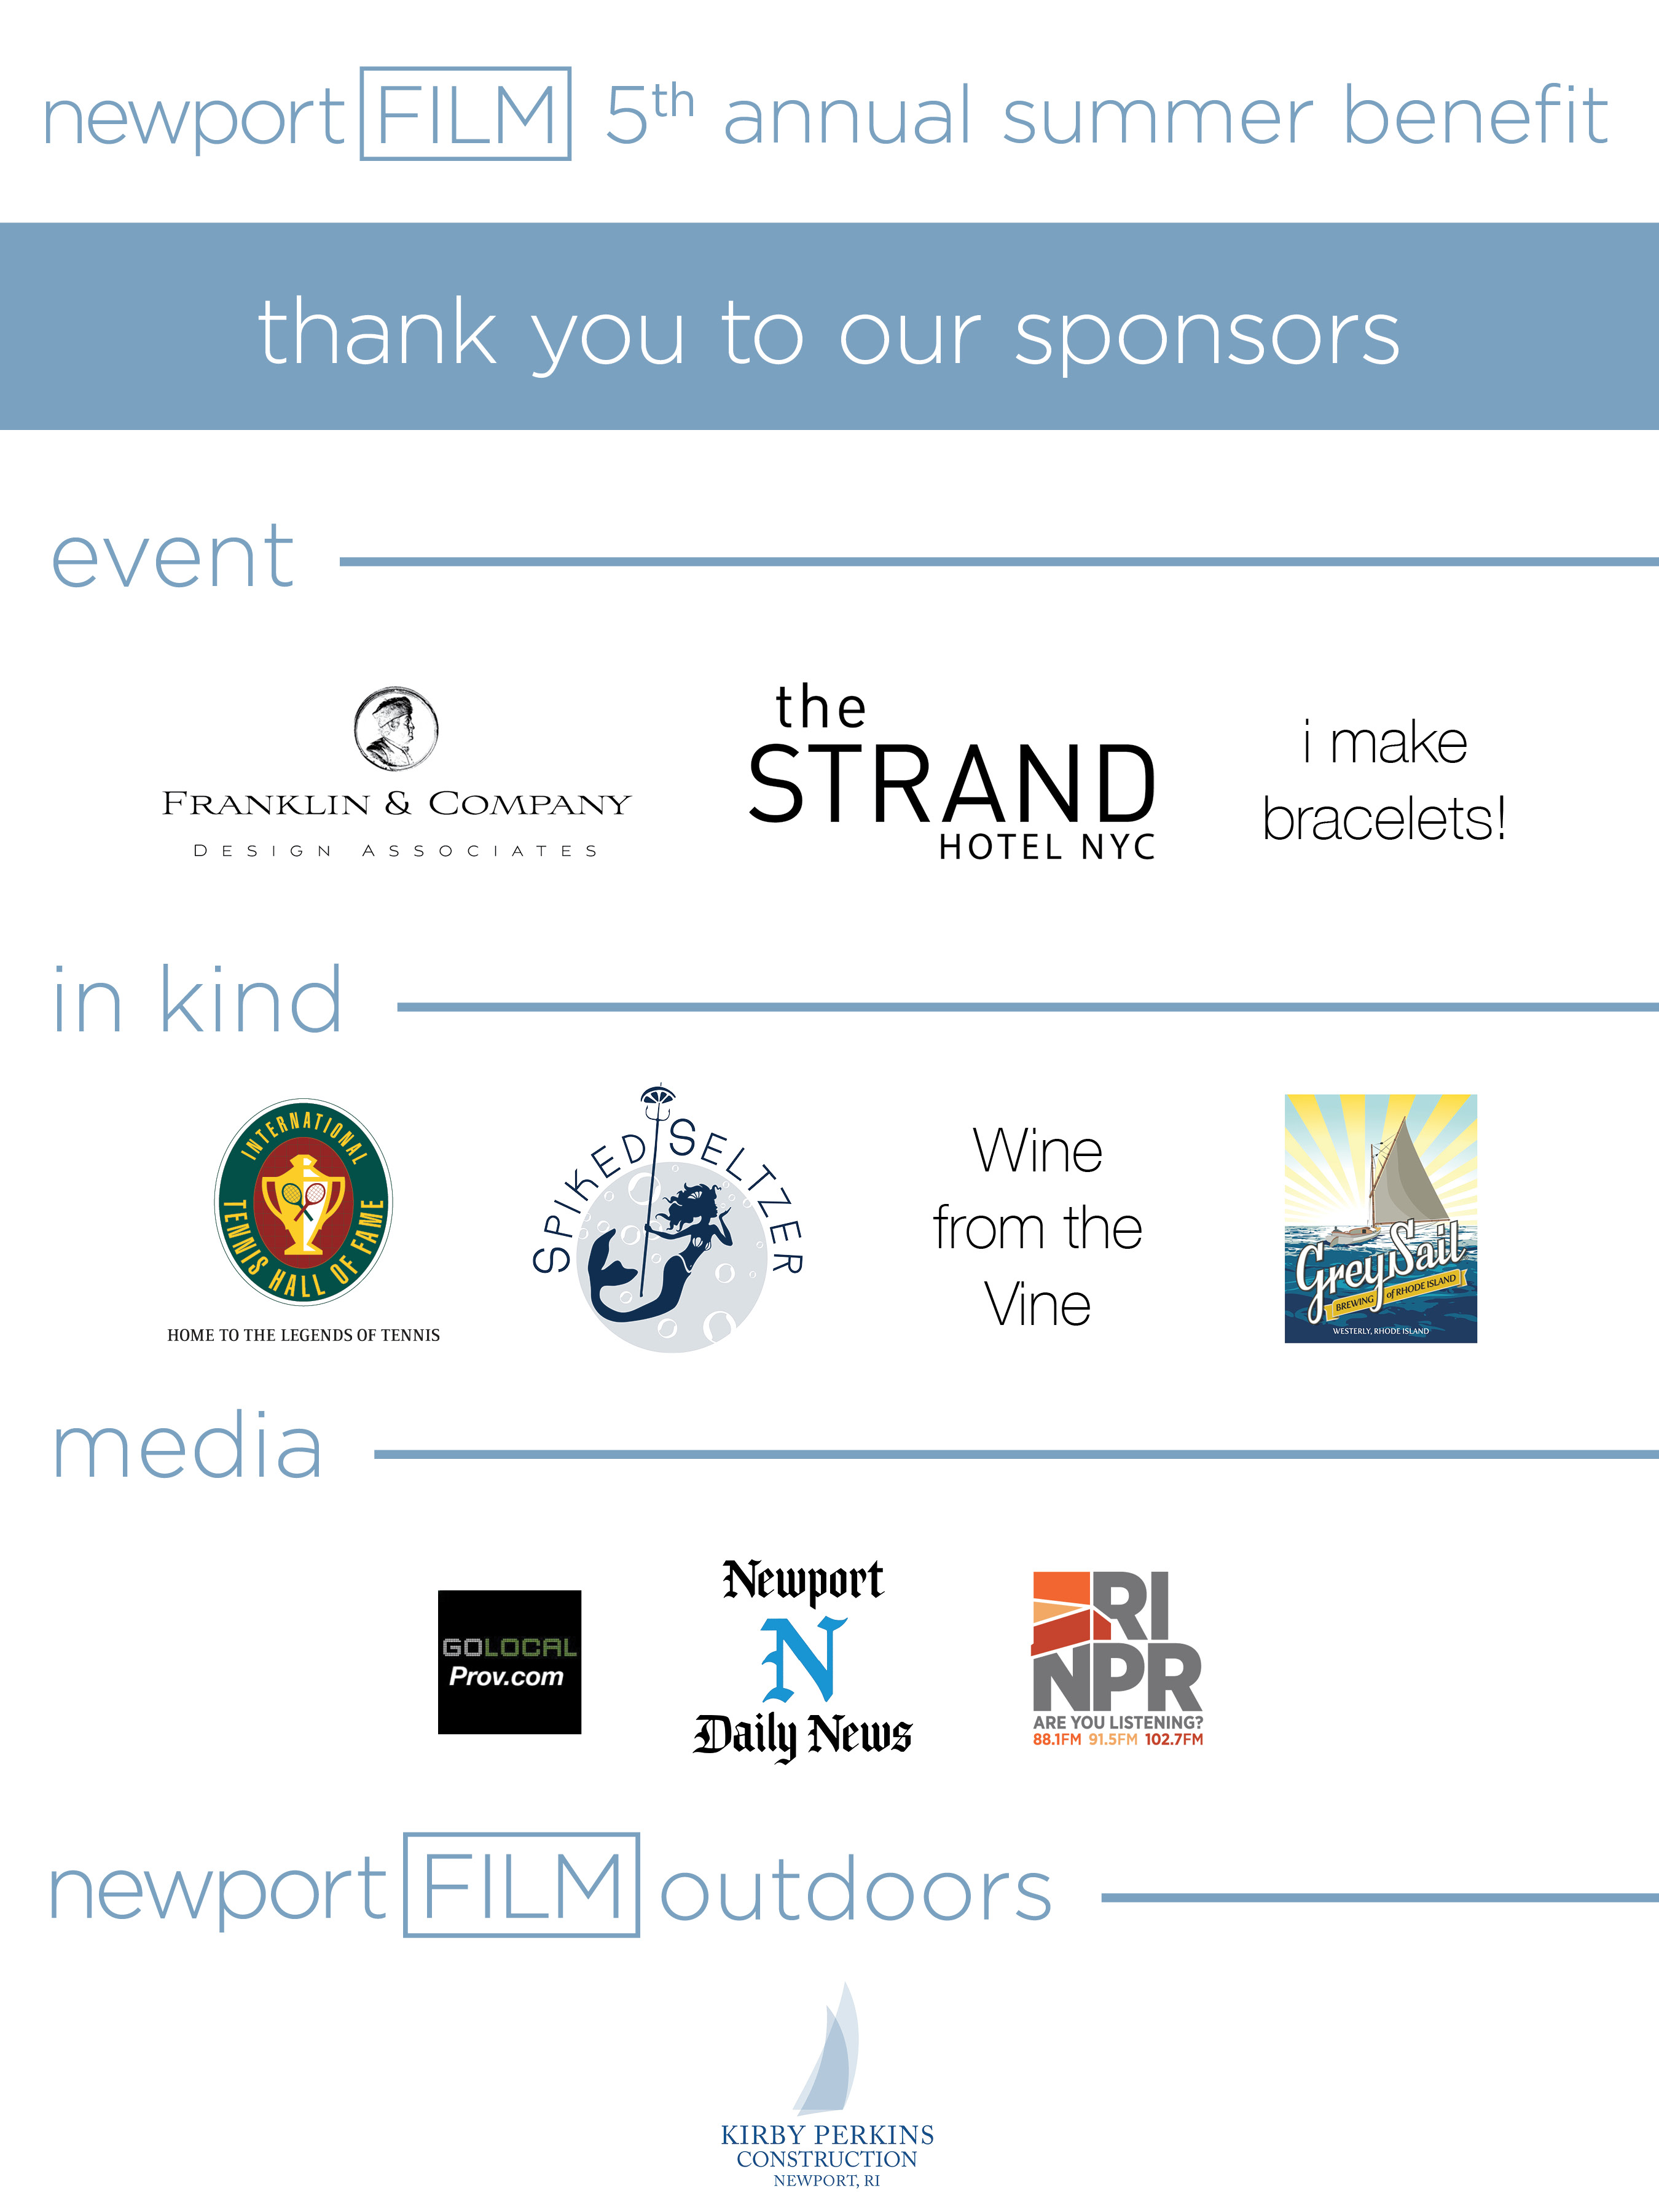 newport FILM 5th annual summer benefit
thank you to our sponsors
event
FRANKLIN & COMPANY
DESIGN ASSOCIATES
the
STRAND
HOTEL NYC
i make
bracelets!
in kind
INTERNATIONAL
TENNIS HALL OF FAME
HOME TO THE LEGENDS OF TENNIS
SPIKED SELTZER
Wine
from the
Vine
Grey Sail
BREWING of RHODE ISLAND
WESTERLY, RHODE ISLAND
media
GOLOCAL
Prov.com
Newport
N
Daily News
RI
NPR
ARE YOU LISTENING?
88.1FM 91.5FM 102.7FM
newport FILM outdoors
KIRBY PERKINS
CONSTRUCTION
NEWPORT, RI